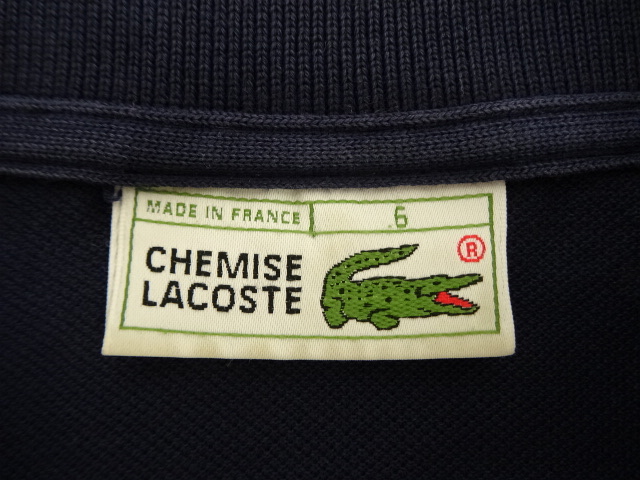 MADE IN FRANCE .6
CHEMISE
LACOSTE
®